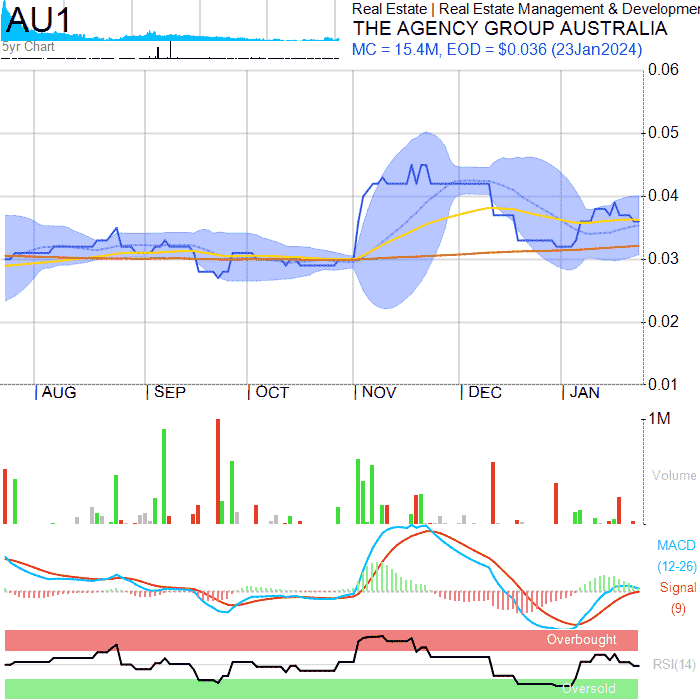 AU1
Real Estate | Real Estate Management & Developmen
THE AGENCY GROUP AUSTRALIA
5yr Chart
MC = 15.4M, EOD = $0.036 (23Jan2024)
0.06
0.05
0.04
0.03
0.02
0.01
AUG SEP OCT NOV DEC JAN
1M
Volume
MACD
(12-26)
Signal
(9)
Overbought
RSI(14)
Oversold